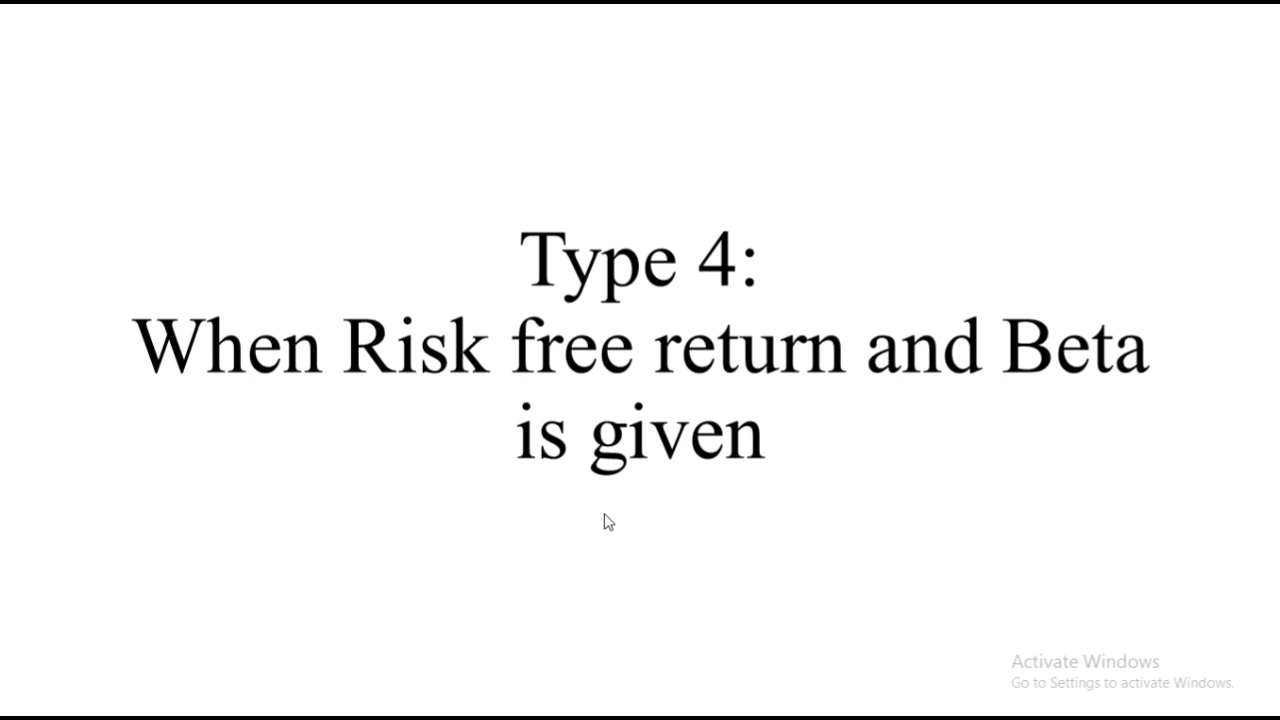 Type 4:
When Risk free return and Beta
is given
Activate Windows
Go to Settings to activate Windows.